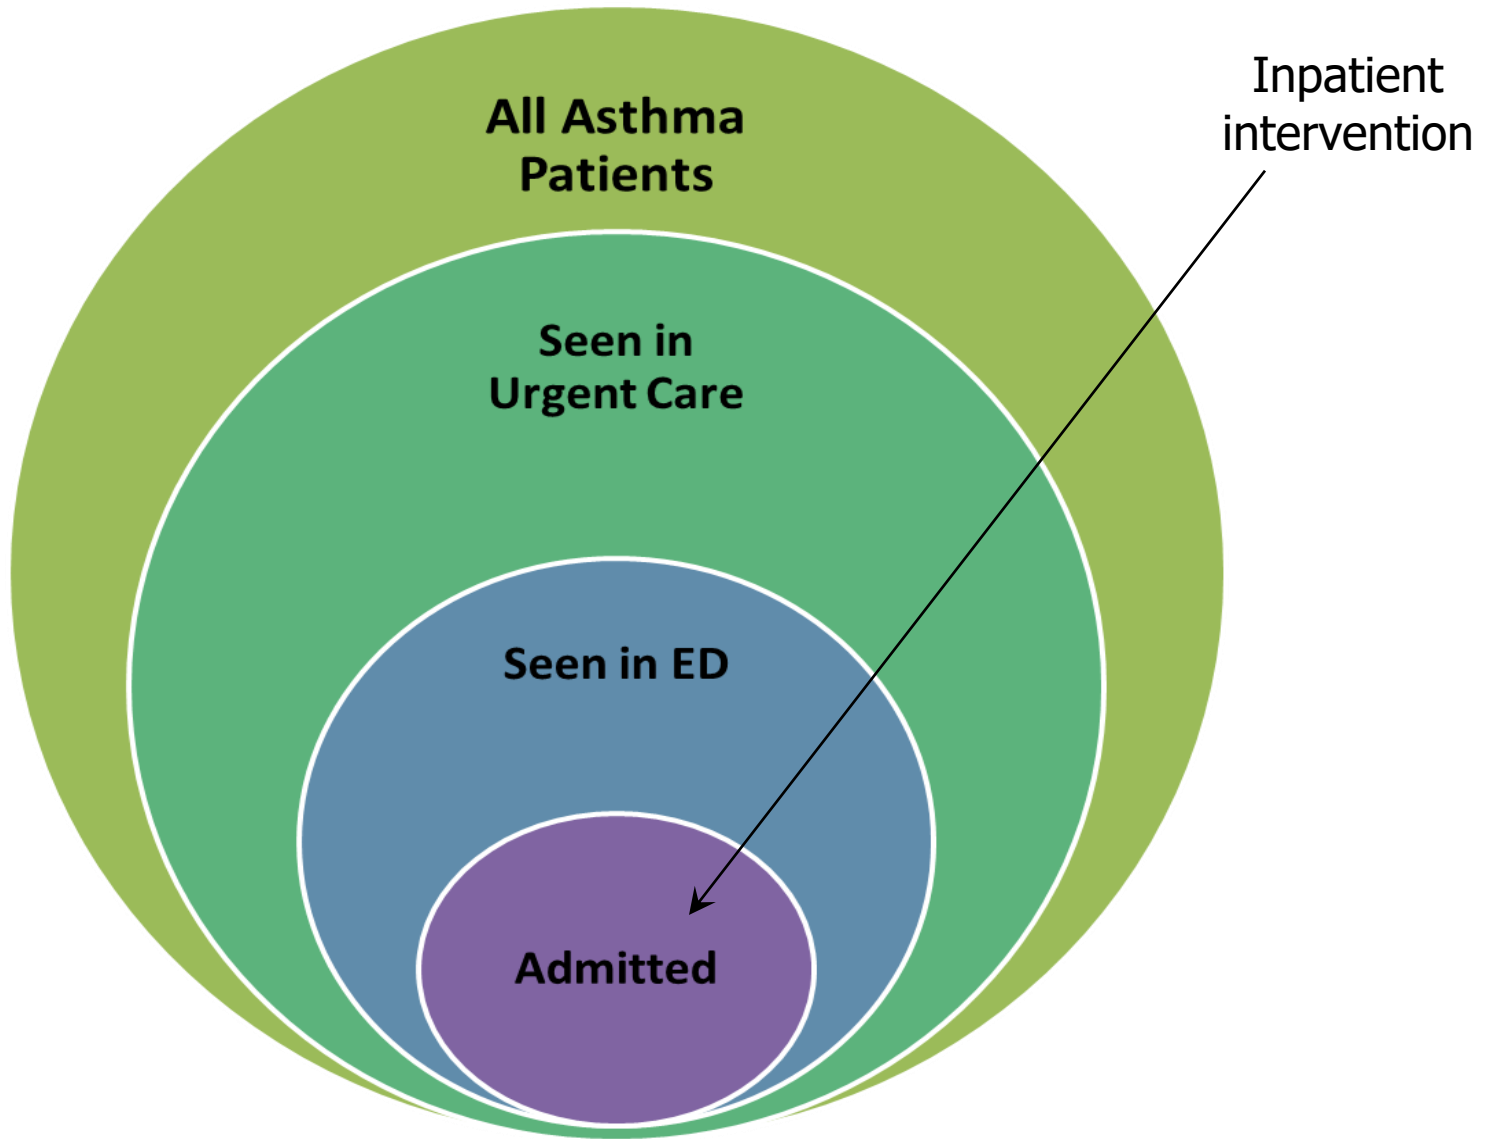 All Asthma
Patients
Inpatient
intervention
Seen in
Urgent Care
Seen in ED
Admitted